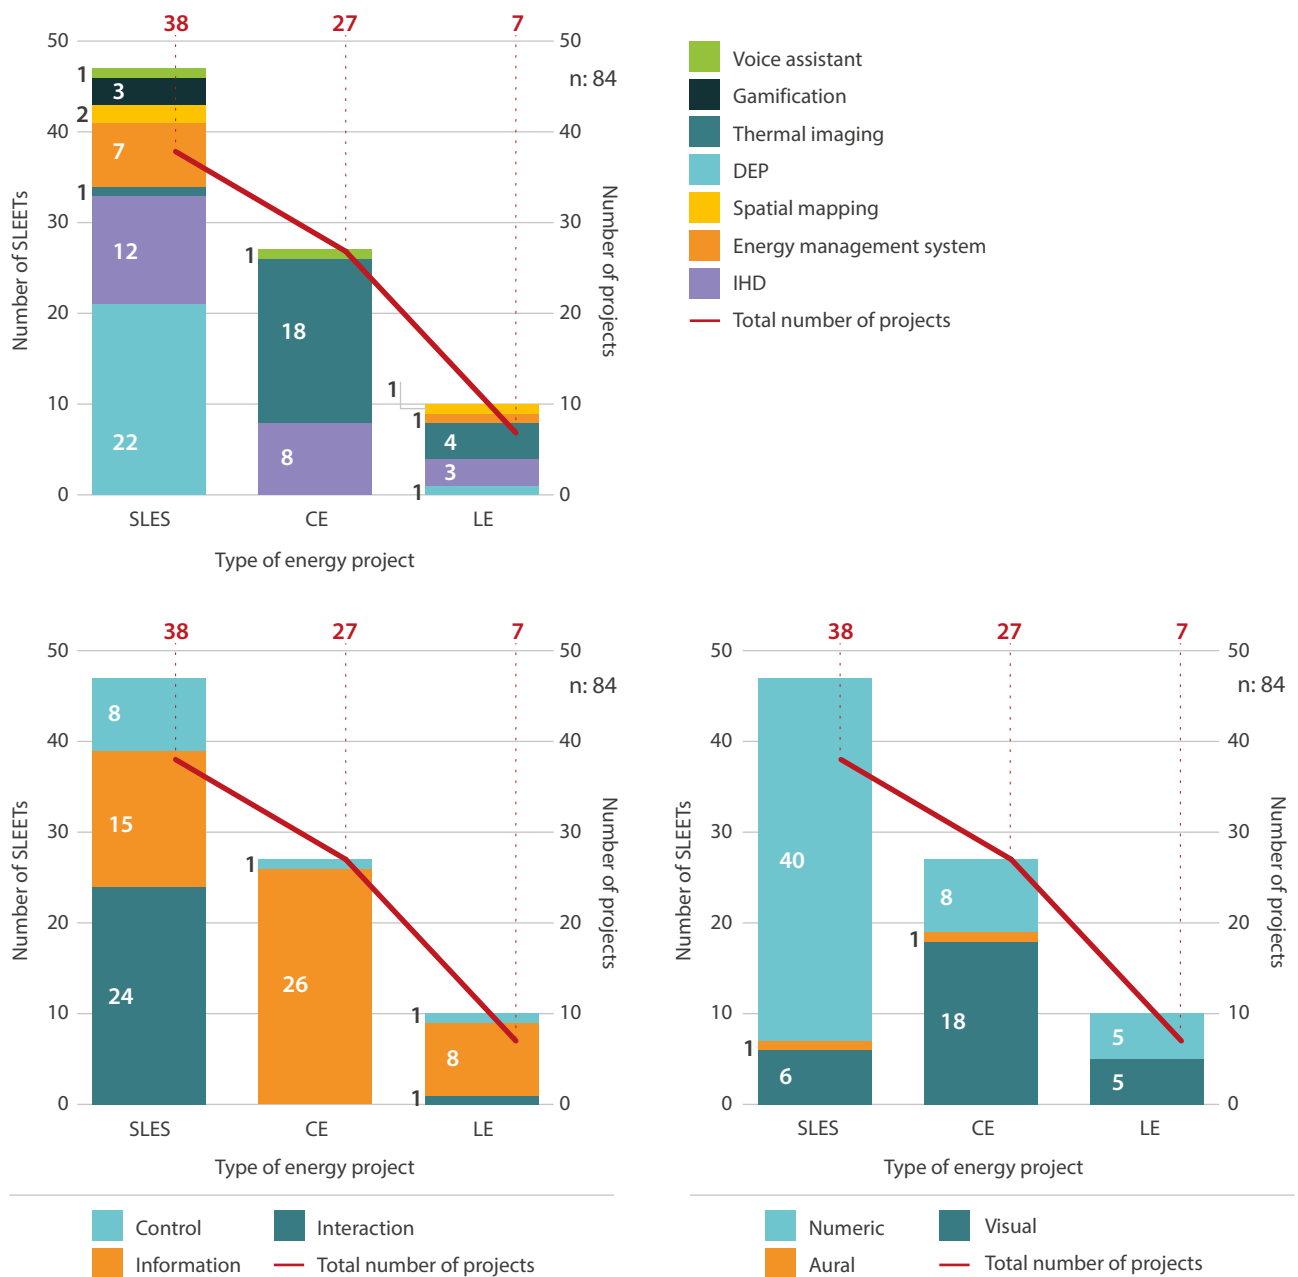 38 27 7
50 50
n: 84
1
3
2
40 40
7
1
30 30
12
1
20 20
18
1
10 10
1
22
4
8
3
1
0 0
SLES CE LE
Type of energy project
Number of SLEETs
Number of projects
Voice assistant
Gamification
Thermal imaging
DEP
Spatial mapping
Energy management system
IHD
Total number of projects
38 27 7
50 50
n: 84
8
40 40
15
30 30
1
20 20
26
24
10 10
1
8
1
0 0
SLES CE LE
Type of energy project
Number of SLEETs
Number of projects
Control
Interaction
Information
Total number of projects
38 27 7
50 50
n: 84
40 40
30 30
40
8
20 20
1
18
10 10
5
1
6
5
0 0
SLES CE LE
Type of energy project
Number of SLEETs
Number of projects
Numeric
Visual
Aural
Total number of projects